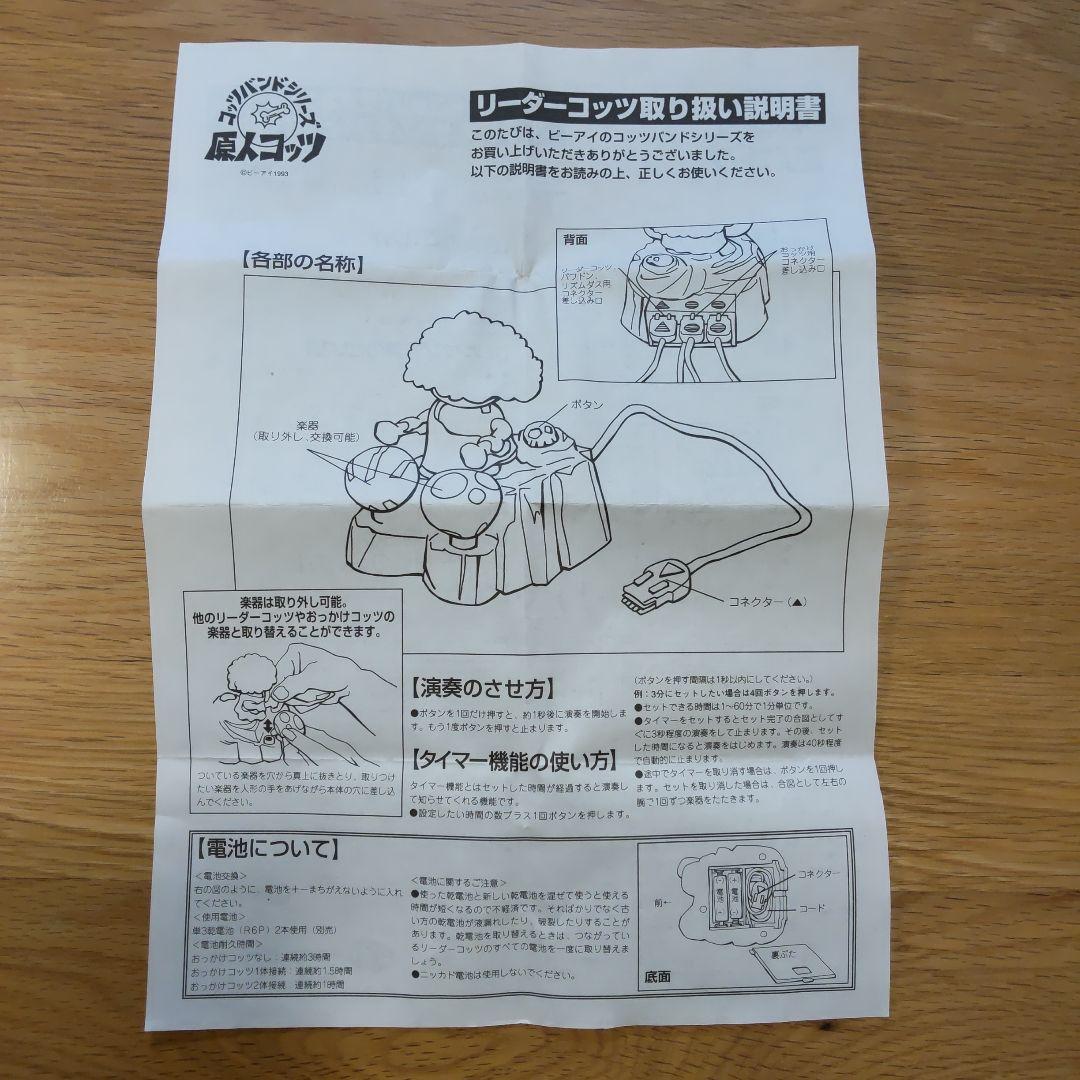 コッツバンドシリーズ
原人コッツ
©ビーアイ1993
リーダーコッツ取り扱い説明書
このたびは、ビーアイのコッツバンドシリーズを
お買い上げいただきありがとうございました。
以下の説明書をお読みの上、正しくお使いください。
【各部の名称】
背面
リーダーコッツ、
バフドン、
リズムダス用
コネクター
差し込み口
おっかけ
コッツ用
コネクター
差し込み口
ボタン
楽器
(取り外し、交換可能)
コネクター(▲)
楽器は取り外し可能。
他のリーダーコッツやおっかけコッツの
楽器と取り替えることができます。
ついている楽器を穴から真上に抜きとり、取りつけ
たい楽器を人形の手をあげながら本体の穴に差し込
んでください。
【演奏のさせ方】
●ボタンを1回だけ押すと、約1秒後に演奏を開始しま
す。もう1度ボタンを押すと止まります。
【タイマー機能の使い方】
タイマー機能とはセットした時間が経過すると演奏し
て知らせてくれる機能です。
●設定したい時間の数プラス1回ボタンを押します。
(ボタンを押す間隔は1秒以内にしてください。)
例:3分にセットしたい場合は4回ボタンを押します。
●セットできる時間は1〜60分で1分単位です。
●タイマーをセットするとセット完了の合図としてす
ぐに3秒程度の演奏をして止まります。その後、セット
した時間になると演奏をはじめます。演奏は40秒程度
で自動的に止まります。
●途中でタイマーを取り消す場合は、ボタンを1回押し
ます。セットを取り消した場合は、合図として左右の
腕で1回ずつ楽器をたたきます。
【電池について】
<電池交換>
右の図のように、電池を+−まちがえないように入れ
てください。
<使用電池>
単3乾電池(R6P)2本使用(別売)
<電池耐久時間>
おっかけコッツなし:連続約3時間
おっかけコッツ1体接続:連続約1.5時間
おっかけコッツ2体接続:連続約1時間
<電池に関するご注意>
●使った乾電池と新しい乾電池を混ぜて使うと使える
時間が短くなるので不経済です。そればかりでなく古
い方の乾電池が液漏れしたり、破裂したりすることが
あります。乾電池を取り替えるときは、つながってい
るリーダーコッツのすべての電池を一度に取り替えま
しょう。
●ニッカド電池は使用しないでください。
前←
電池
電池
コネクター
コード
裏ぶた
底面